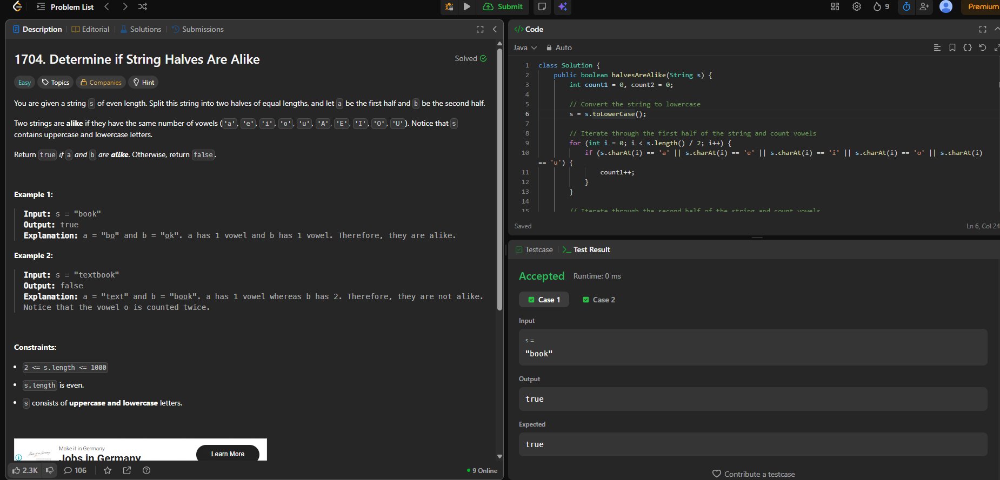 Problem List
Submit
9
Premium
Description
Editorial
Solutions
Submissions
1704. Determine if String Halves Are Alike
Solved
Easy
Topics
Companies
Hint
You are given a string s of even length. Split this string into two halves of equal lengths, and let a be the first half and b be the second half.
Two strings are alike if they have the same number of vowels ('a', 'e', 'i', 'o', 'u', 'A', 'E', 'I', 'O', 'U'). Notice that s
contains uppercase and lowercase letters.
Return true if a and b are alike. Otherwise, return false.
Example 1:
Input: s = "book"
Output: true
Explanation: a = "bo" and b = "ok". a has 1 vowel and b has 1 vowel. Therefore, they are alike.
Example 2:
Input: s = "textbook"
Output: false
Explanation: a = "text" and b = "book". a has 1 vowel whereas b has 2. Therefore, they are not alike.
Notice that the vowel o is counted twice.
Constraints:
2 <= s.length <= 1000
s.length is even.
s consists of uppercase and lowercase letters.
Make it in Germany
Jobs in Germany
Learn More
2.3K
106
9 Online
</> Code
Java
Auto
1 class Solution {
2 public boolean halvesAreAlike(String s) {
3 int count1 = 0, count2 = 0;
4
5 // Convert the string to lowercase
6 s = s.toLowerCase();
7
8 // Iterate through the first half of the string and count vowels
9 for (int i = 0; i < s.length() / 2; i++) {
10 if (s.charAt(i) == 'a' || s.charAt(i) == 'e' || s.charAt(i) == 'i' || s.charAt(i) == 'o' || s.charAt(i)
== 'u') {
11 count1++;
12 }
13 }
14
15 // Iterate through the second half of the string and count vowels
Saved
Ln 6, Col 24
Testcase
Test Result
Accepted
Runtime: 0 ms
Case 1
Case 2
Input
s =
"book"
Output
true
Expected
true
Contribute a testcase